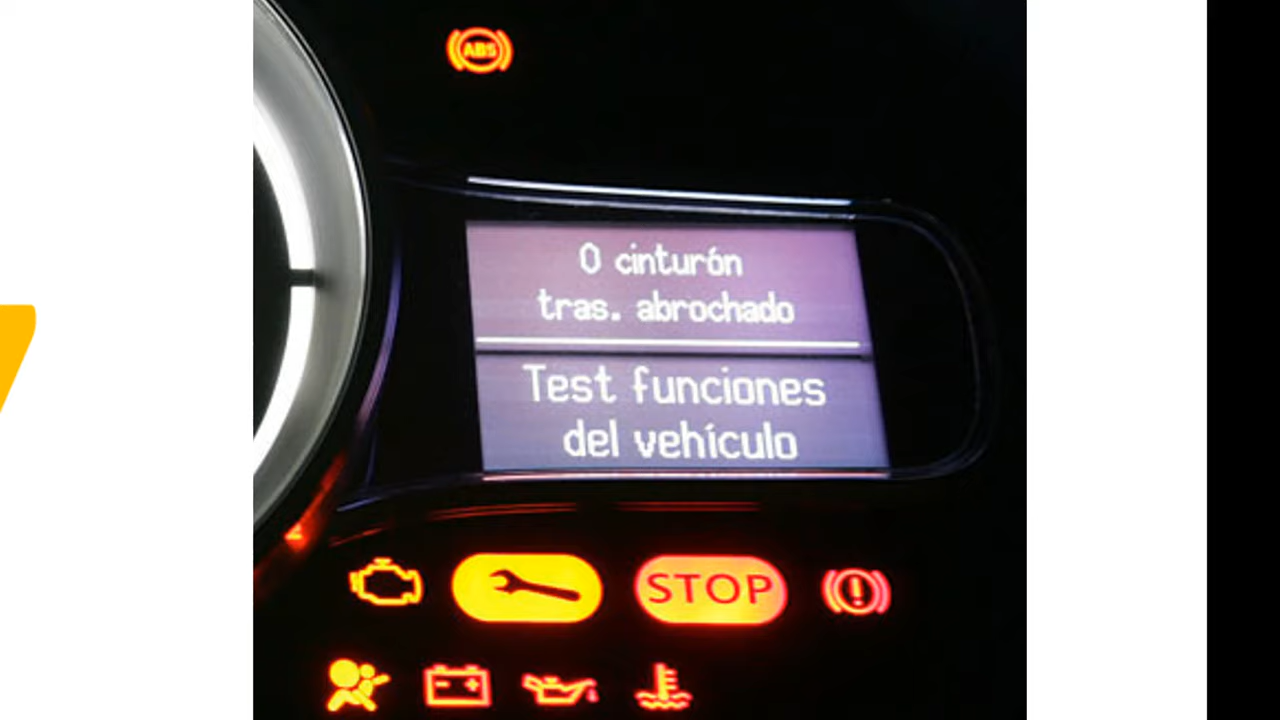 ABS
0 cinturón
tras. abrochado
Test funciones
del vehículo
STOP